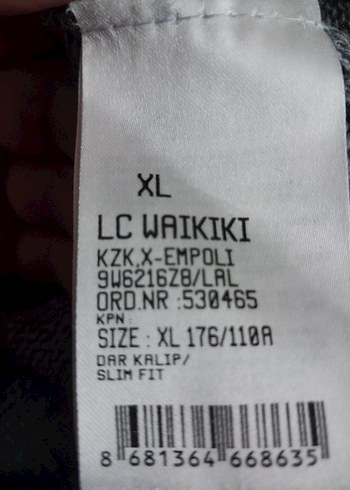 XL
LC WAIKIKI
KZK.X-EMPOLI
9W6216Z8/LAL
ORD.NR :530465
KPN :
SIZE : XL 176/110A
DAR KALIP/
SLIM FIT
8 681364 668635